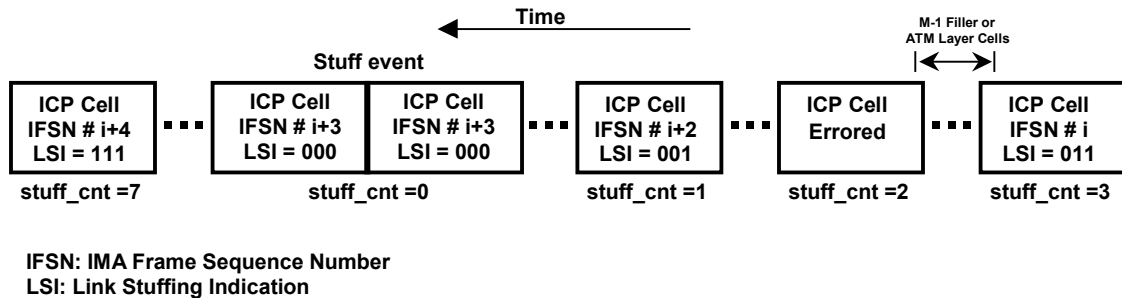 Time
M-1 Filler or
ATM Layer Cells
Stuff event
ICP Cell
IFSN # i+4
LSI = 111
ICP Cell
IFSN # i+3
LSI = 000
ICP Cell
IFSN # i+3
LSI = 000
ICP Cell
IFSN # i+2
LSI = 001
ICP Cell
Errored
ICP Cell
IFSN # i
LSI = 011
stuff_cnt =7
stuff_cnt =0
stuff_cnt =1
stuff_cnt =2
stuff_cnt =3
IFSN: IMA Frame Sequence Number
LSI: Link Stuffing Indication